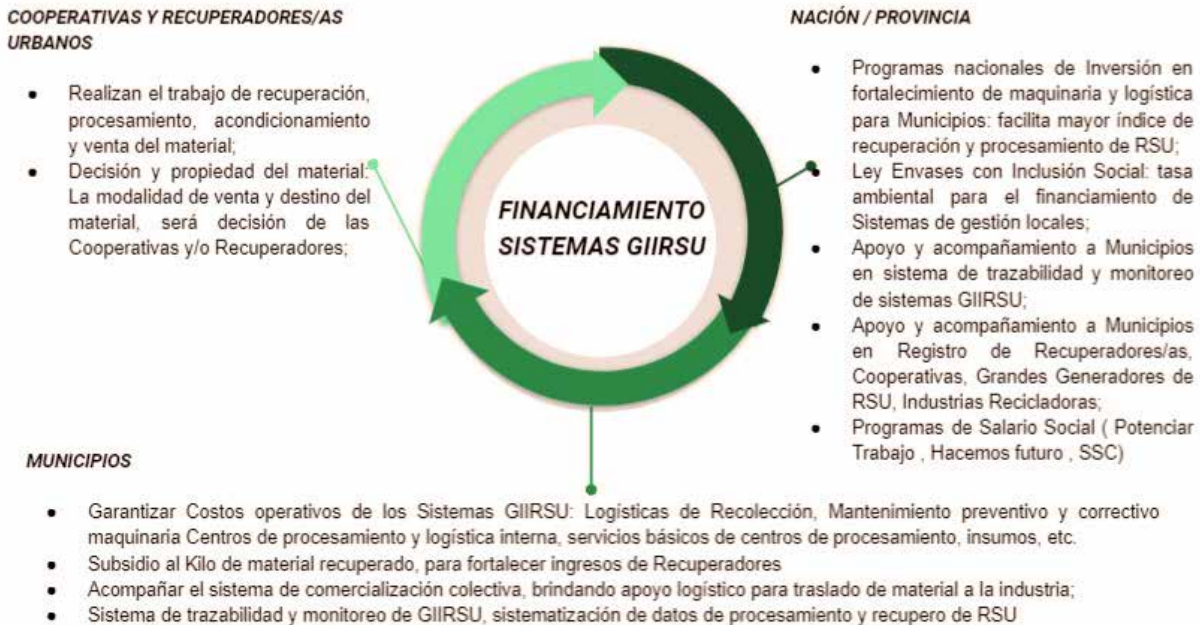 COOPERATIVAS Y RECUPERADORES/AS
URBANOS
• Realizan el trabajo de recuperación,
procesamiento, acondicionamiento
y venta del material;
• Decisión y propiedad del material:
La modalidad de venta y destino del
material, será decisión de las
Cooperativas y/o Recuperadores;
FINANCIAMIENTO
SISTEMAS GIIRSU
NACIÓN / PROVINCIA
• Programas nacionales de Inversión en
fortalecimiento de maquinaria y logística
para Municipios: facilita mayor índice de
recuperación y procesamiento de RSU;
• Ley Envases con Inclusión Social: tasa
ambiental para el financiamiento de
Sistemas de gestión locales;
• Apoyo y acompañamiento a Municipios
en sistema de trazabilidad y monitoreo
de sistemas GIIRSU;
• Apoyo y acompañamiento a Municipios
en Registro de Recuperadores/as,
Cooperativas, Grandes Generadores de
RSU, Industrias Recicladoras;
• Programas de Salario Social ( Potenciar
Trabajo , Hacemos futuro , SSC)
MUNICIPIOS
• Garantizar Costos operativos de los Sistemas GIIRSU: Logísticas de Recolección, Mantenimiento preventivo y correctivo
maquinaria Centros de procesamiento y logística interna, servicios básicos de centros de procesamiento, insumos, etc.
• Subsidio al Kilo de material recuperado, para fortalecer ingresos de Recuperadores
• Acompañar el sistema de comercialización colectiva, brindando apoyo logístico para traslado de material a la industria;
• Sistema de trazabilidad y monitoreo de GIIRSU, sistematización de datos de procesamiento y recupero de RSU